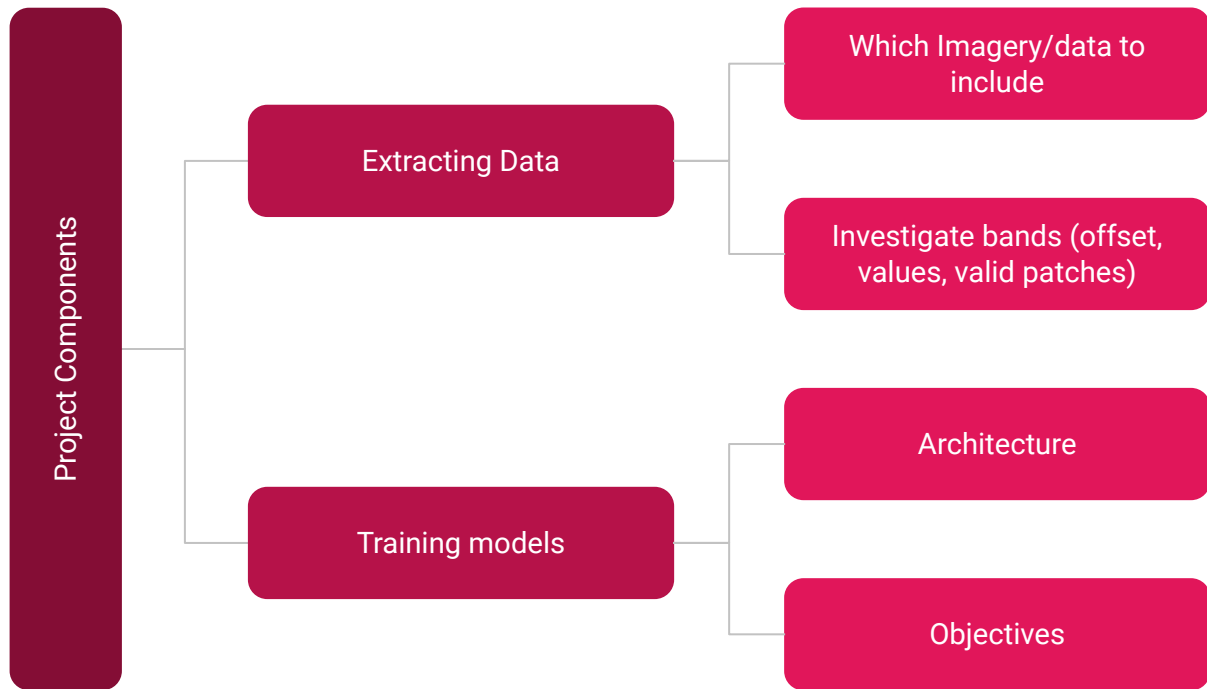 Project Components
Extracting Data
Which Imagery/data to
include
Investigate bands (offset,
values, valid patches)
Training models
Architecture
Objectives